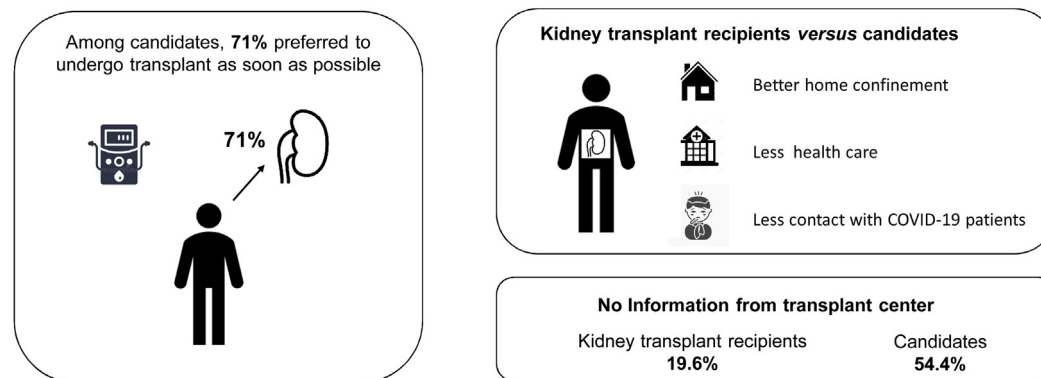 Among candidates, 71% preferred to
undergo transplant as soon as possible
71%
Kidney transplant recipients versus candidates
Better home confinement
Less health care
Less contact with COVID-19 patients
No Information from transplant center
Kidney transplant recipients
19.6%
Candidates
54.4%